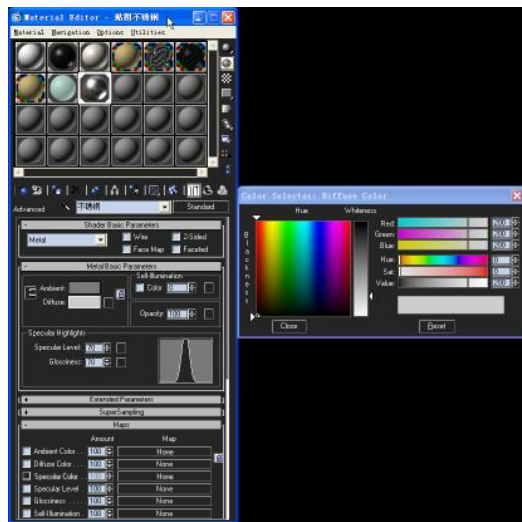 Material Editor - 贴图不锈钢
Material Navigation Options Utilities
Advanced 不锈钢 Standard
Shader Basic Parameters
Metal Wire 2-Sided
Face Map Faceted
Metal Basic Parameters
Self-Illumination
Ambient: Color 0
Diffuse:
Opacity: 100
Specular Highlights
Specular Level: 70
Glossiness: 70
Extended Parameters
SuperSampling
Maps
Amount Map
Ambient Color . . . 100 None
Diffuse Color . . . . 100 None
Specular Color . . 100 None
Specular Level . . 100 None
Glossiness . . . . . 100 None
Self-Illumination . 100 None
Color Selector: Diffuse Color
Hue Whiteness
Blackness
Red:
Green:
Blue:
Hue: 0
Sat: 0
Value:
Close Reset